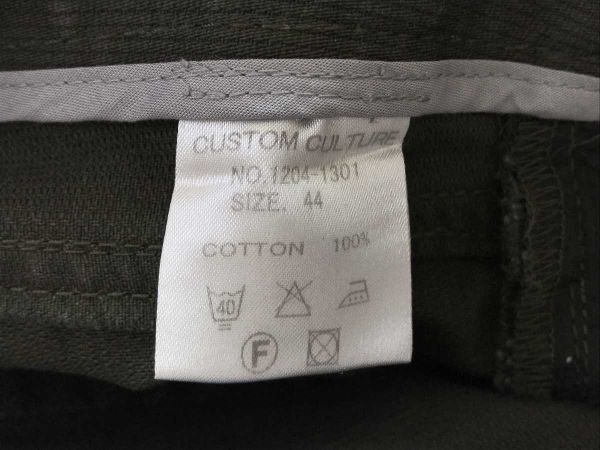 CUSTOM CULTURE
NO.1204-1301
SIZE. 44
COTTON 100%
40
F